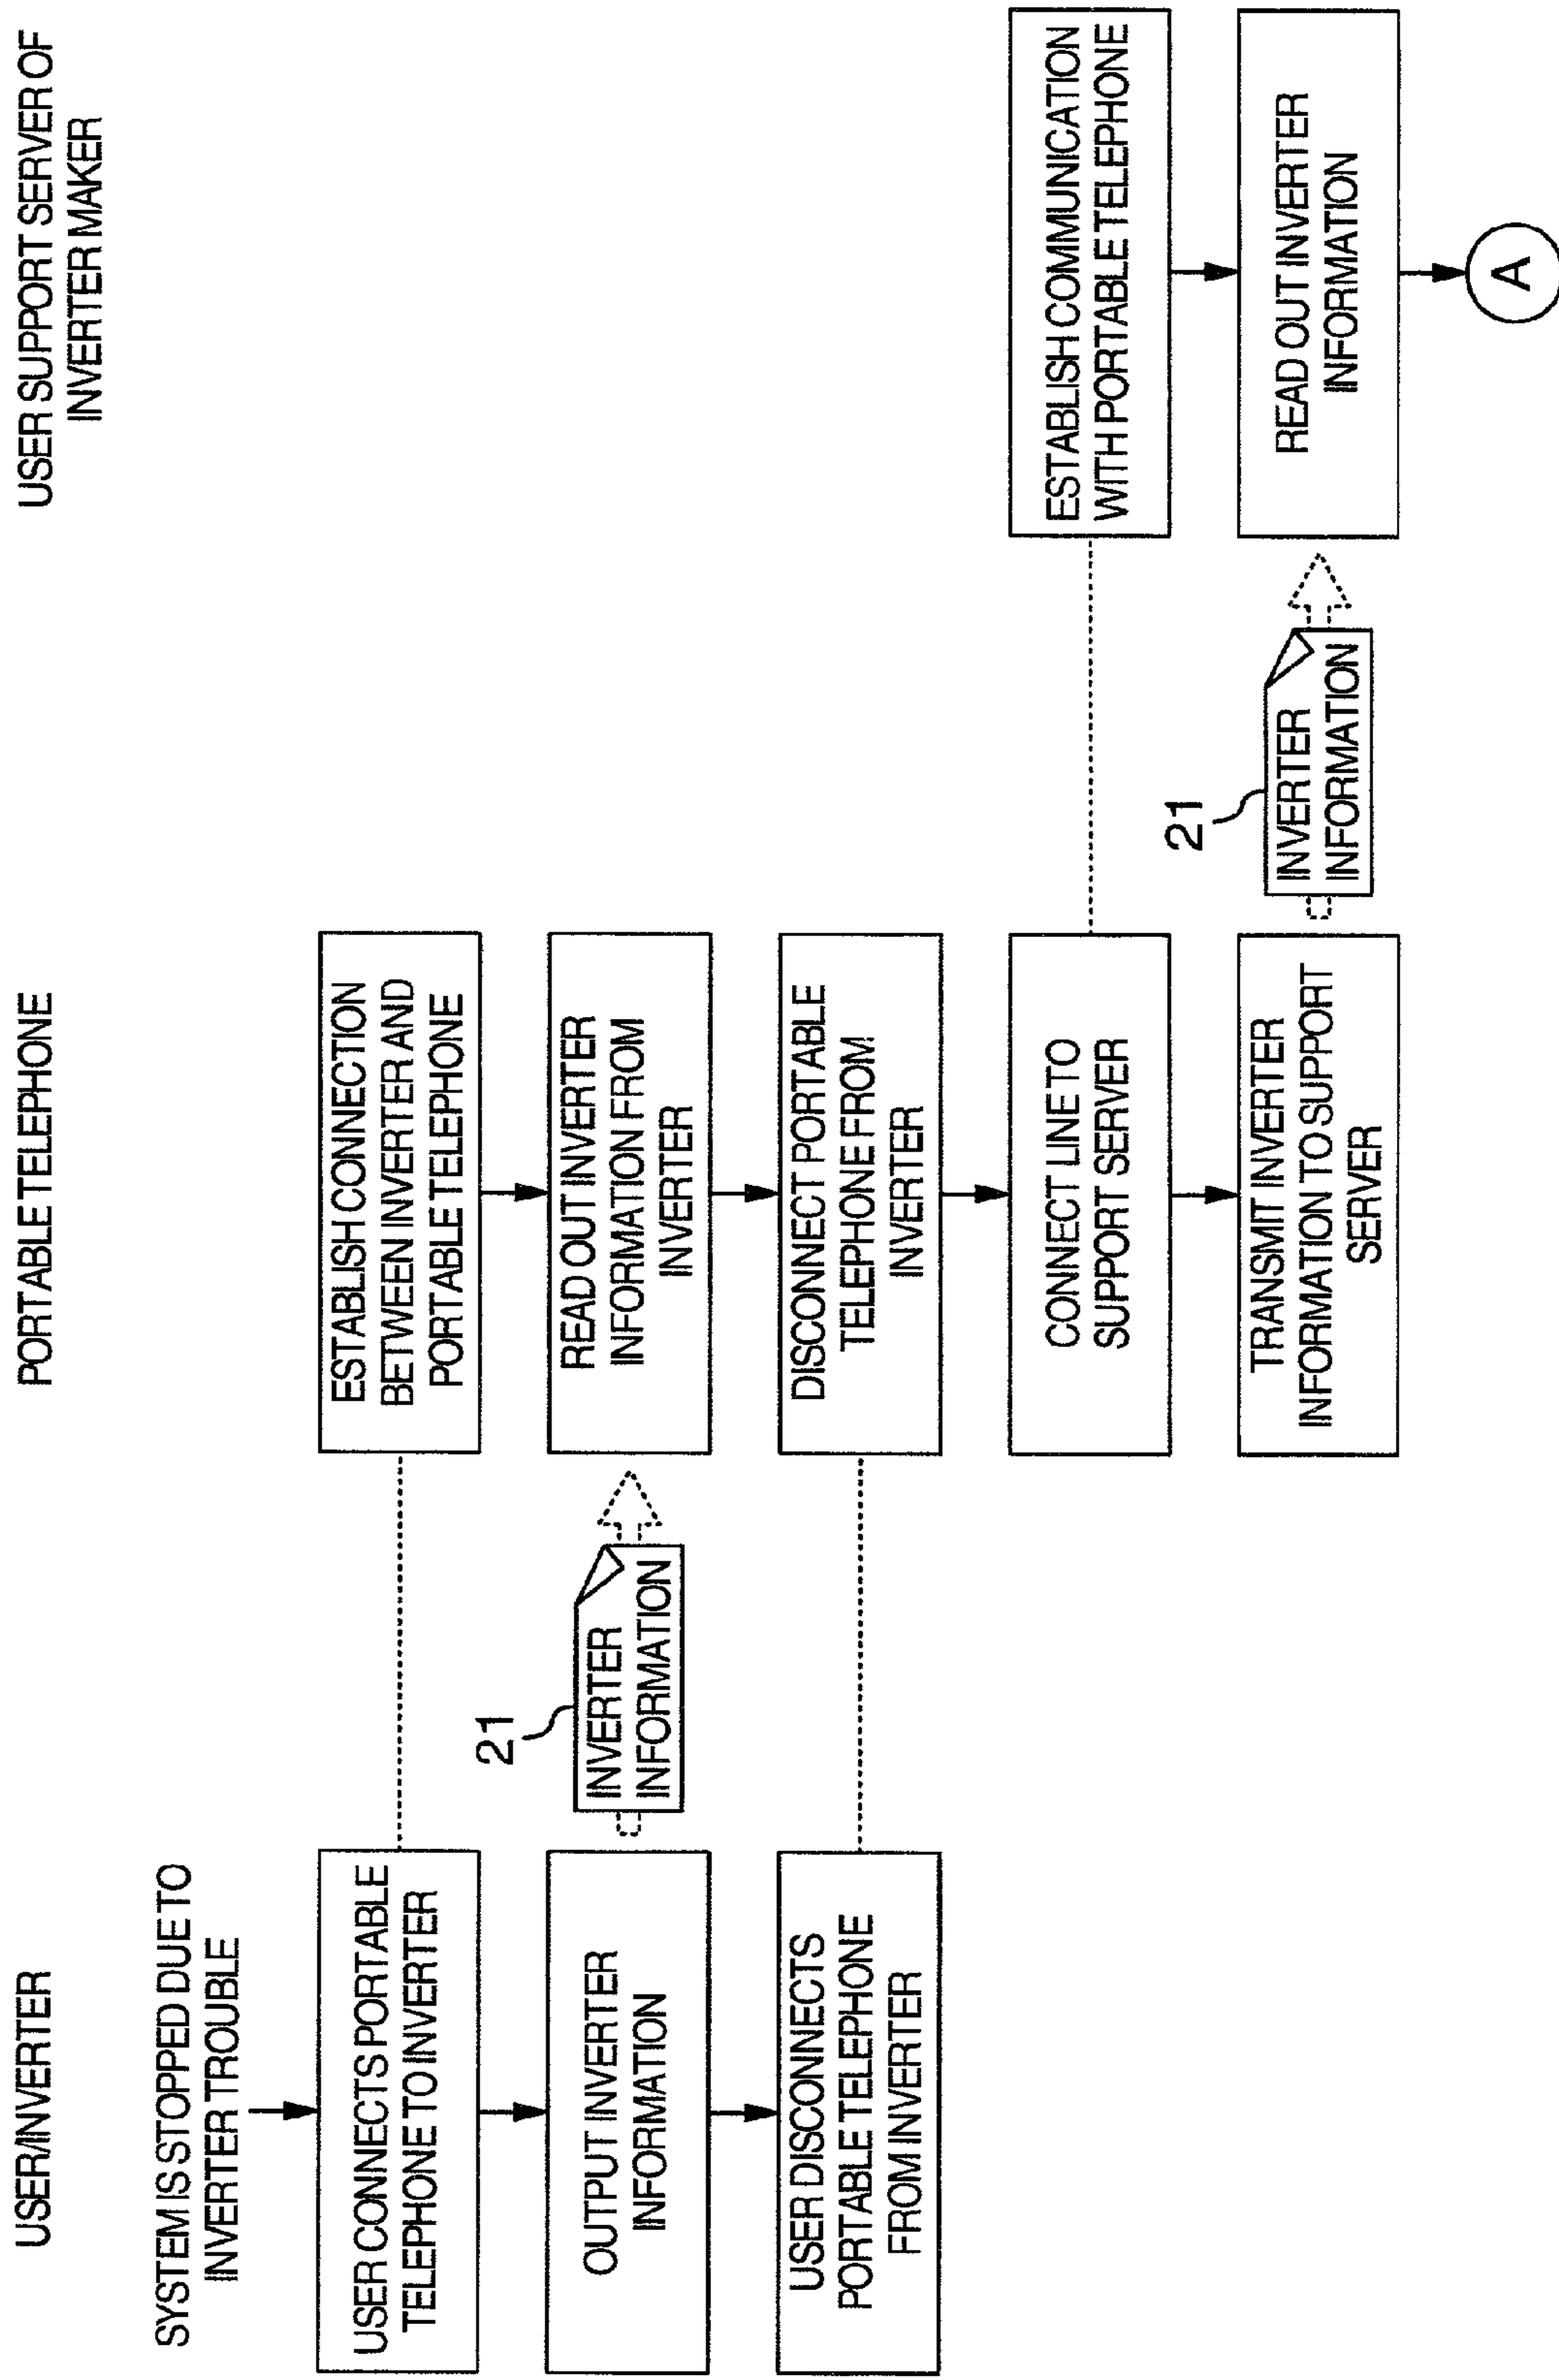 USER/INVERTER
SYSTEM IS STOPPED DUE TO
INVERTER TROUBLE
USER CONNECTS PORTABLE
TELEPHONE TO INVERTER
OUTPUT INVERTER
INFORMATION
USER DISCONNECTS
PORTABLE TELEPHONE
FROM INVERTER
21
INVERTER
INFORMATION
PORTABLE TELEPHONE
ESTABLISH CONNECTION
BETWEEN INVERTER AND
PORTABLE TELEPHONE
READ OUT INVERTER
INFORMATION FROM
INVERTER
DISCONNECT PORTABLE
TELEPHONE FROM
INVERTER
CONNECT LINE TO
SUPPORT SERVER
TRANSMIT INVERTER
INFORMATION TO SUPPORT
SERVER
21
INVERTER
INFORMATION
USER SUPPORT SERVER OF
INVERTER MAKER
ESTABLISH COMMUNICATION
WITH PORTABLE TELEPHONE
READ OUT INVERTER
INFORMATION
A